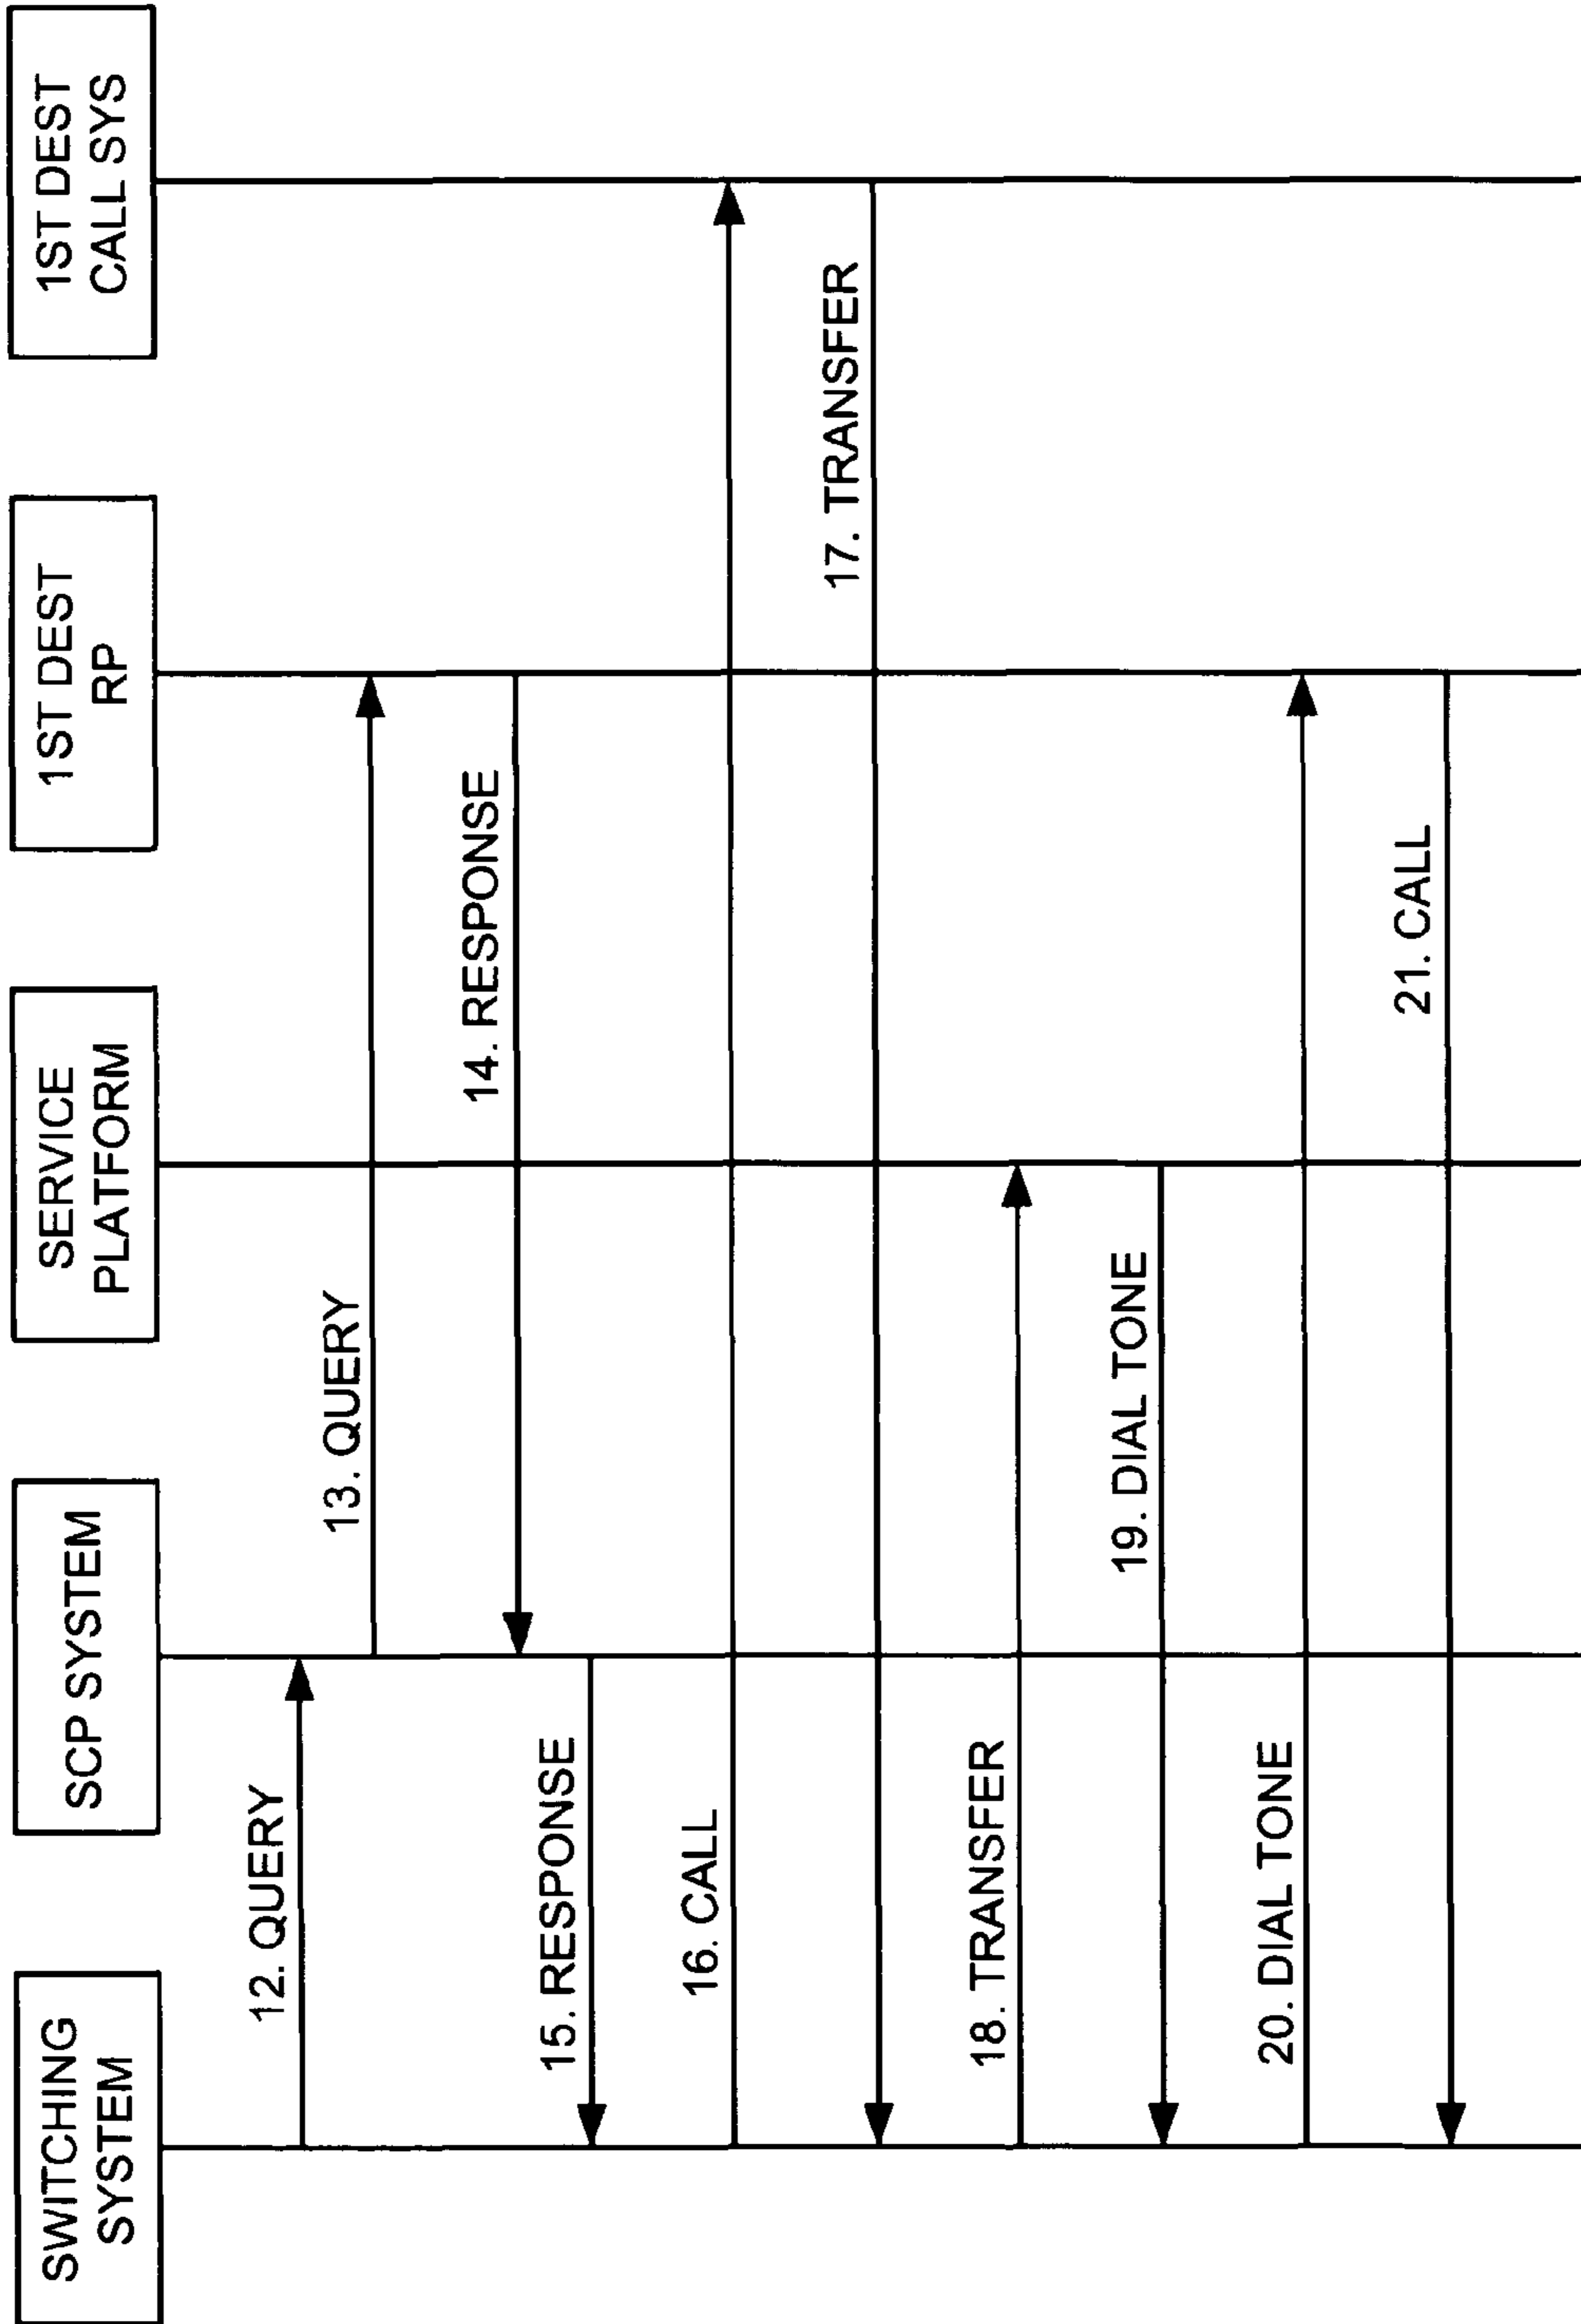 SWITCHING
SYSTEM
SCP SYSTEM
SERVICE
PLATFORM
1ST DEST
RP
1ST DEST
CALL SYS
12. QUERY
13. QUERY
14. RESPONSE
15. RESPONSE
16. CALL
17. TRANSFER
18. TRANSFER
19. DIAL TONE
20. DIAL TONE
21. CALL